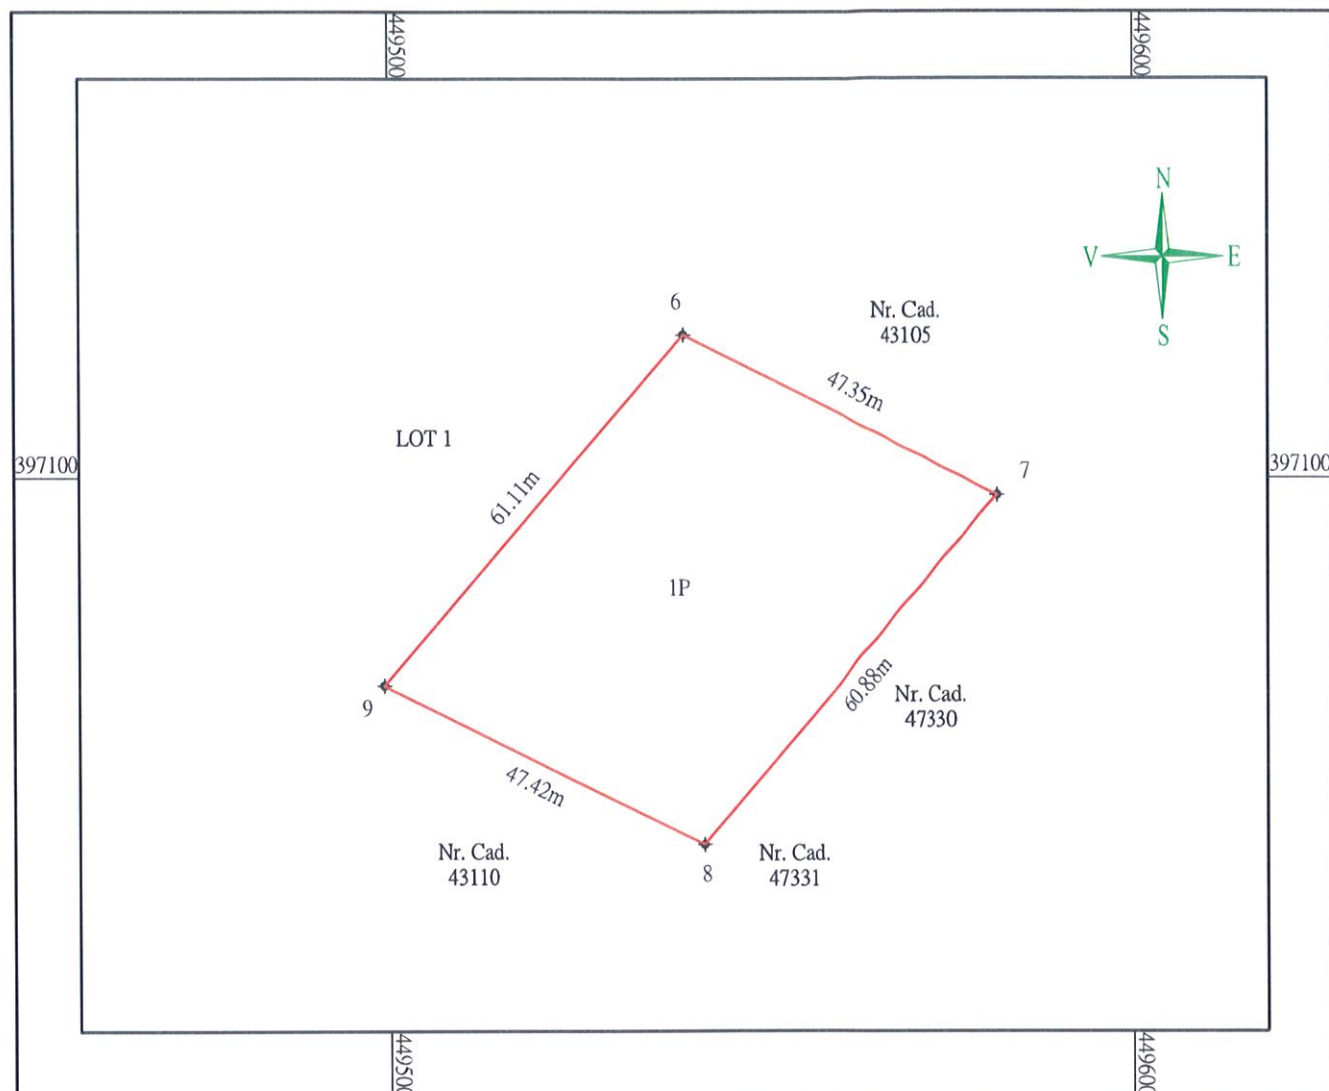 449500
449600
N
V
E
S
6
Nr. Cad.
43105
47.35m
LOT 1
397100
397100
7
61.11m
1P
9
60.88m
Nr. Cad.
47330
47.42m
Nr. Cad.
43110
8
Nr. Cad.
47331
449500
449600